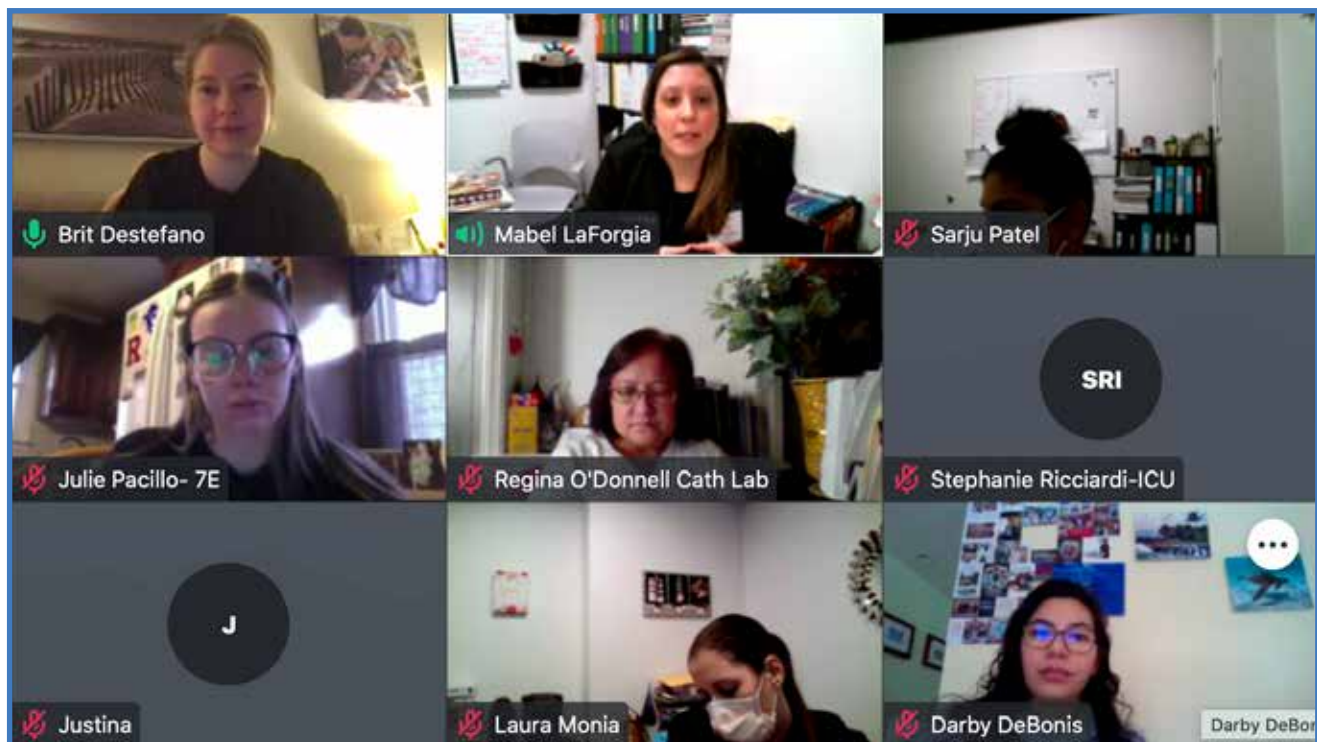 Brit Destefano
Mabel LaForgia
Sarju Patel
R
Julie Pacillo- 7E
Regina O'Donnell Cath Lab
SRI
Stephanie Ricciardi-ICU
J
Justina
Laura Monia
Darby DeBonis
Darby DeBon